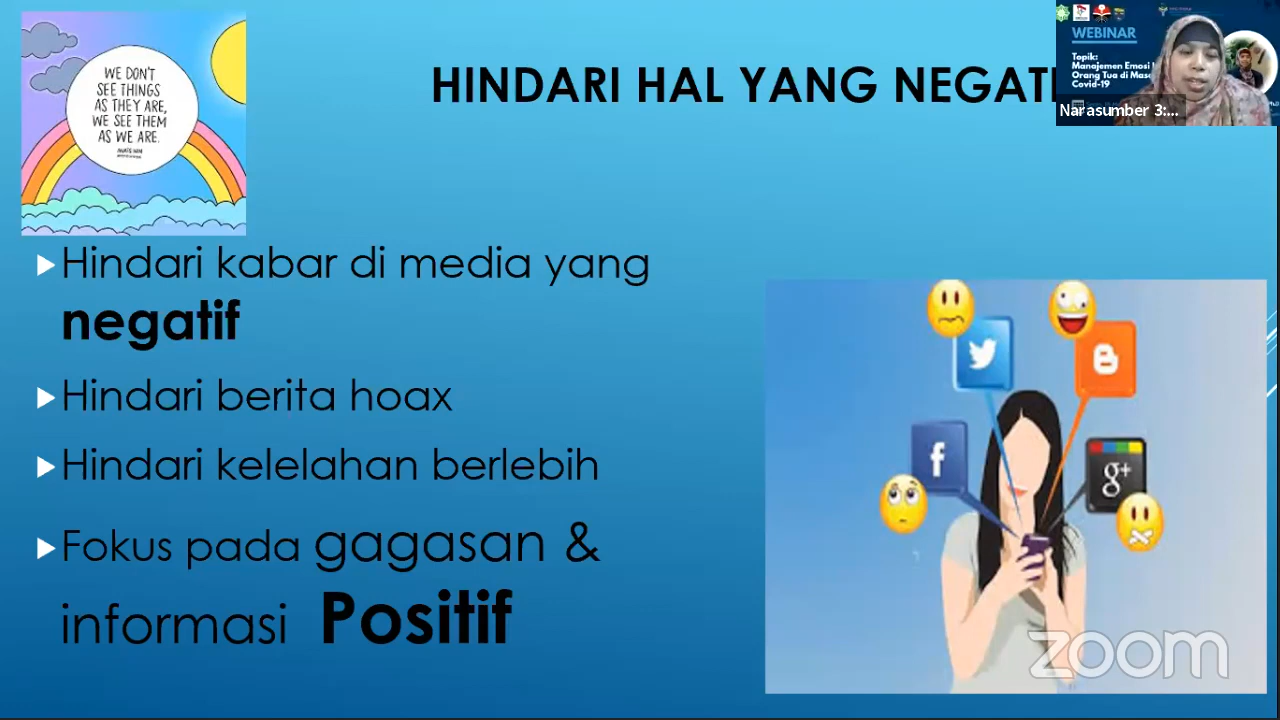 WE DON'T
SEE THINGS
AS THEY ARE,
WE SEE THEM
AS WE ARE.
HINDARI HAL YANG NEGATI
WEBINAR
Topik:
Manajemen Emosi
Orang Tua di Mas
Covid-19
Narasumber 3:...
Hindari kabar di media yang
negatif
Hindari berita hoax
Hindari kelelahan berlebih
Fokus pada gagasan &
informasi Positif
f
g+
zoom